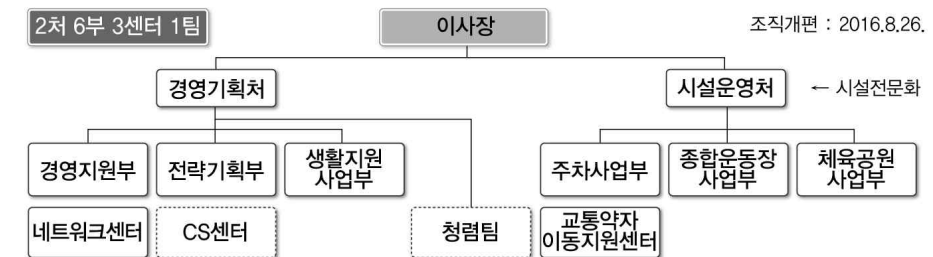 2처 6부 3센터 1팀
이사장
조직개편 : 2016.8.26.
경영기획처
시설운영처
← 시설전문화
경영지원부
전략기획부
생활지원
사업부
주차사업부
종합운동장
사업부
체육공원
사업부
네트워크센터
CS센터
청렴팀
교통약자
이동지원센터